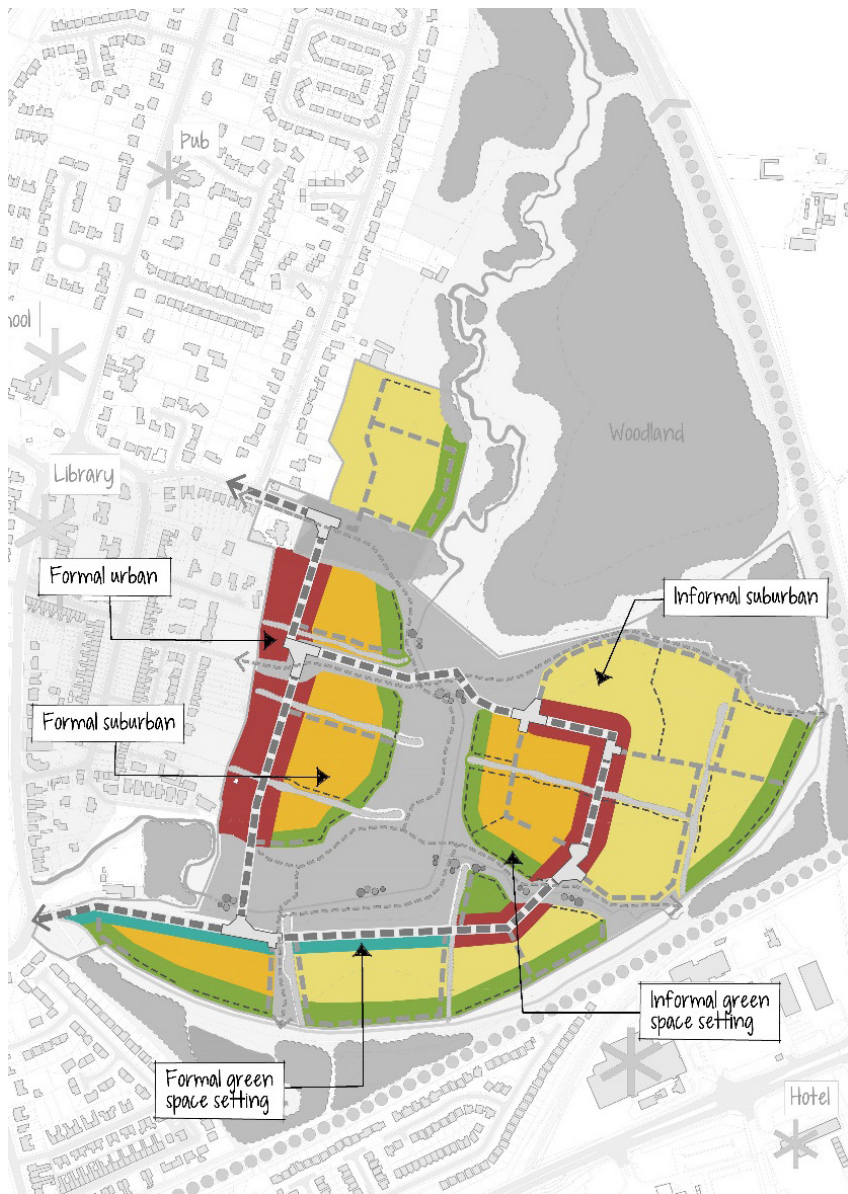 Pub
hool
Library
Woodland
Formal urban
Informal suburban
Formal suburban
Informal green
space setting
Formal green
space setting
Hotel